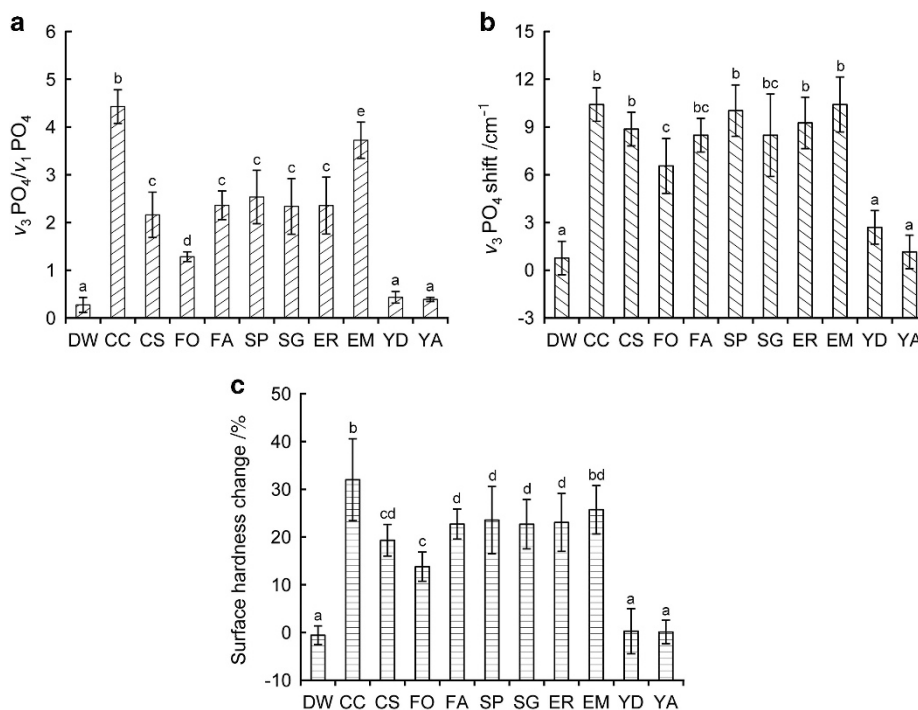 a
ν3 PO4/ν1 PO4
6
5
4
3
2
1
0
a b c d c c c c e a a
DW CC CS FO FA SP SG ER EM YD YA
b
ν3 PO4 shift /cm−1
15
12
9
6
3
0
-3
a b b c bc b bc b b a a
DW CC CS FO FA SP SG ER EM YD YA
c
Surface hardness change /%
50
40
30
20
10
0
-10
a b cd c d d d d bd a a
DW CC CS FO FA SP SG ER EM YD YA